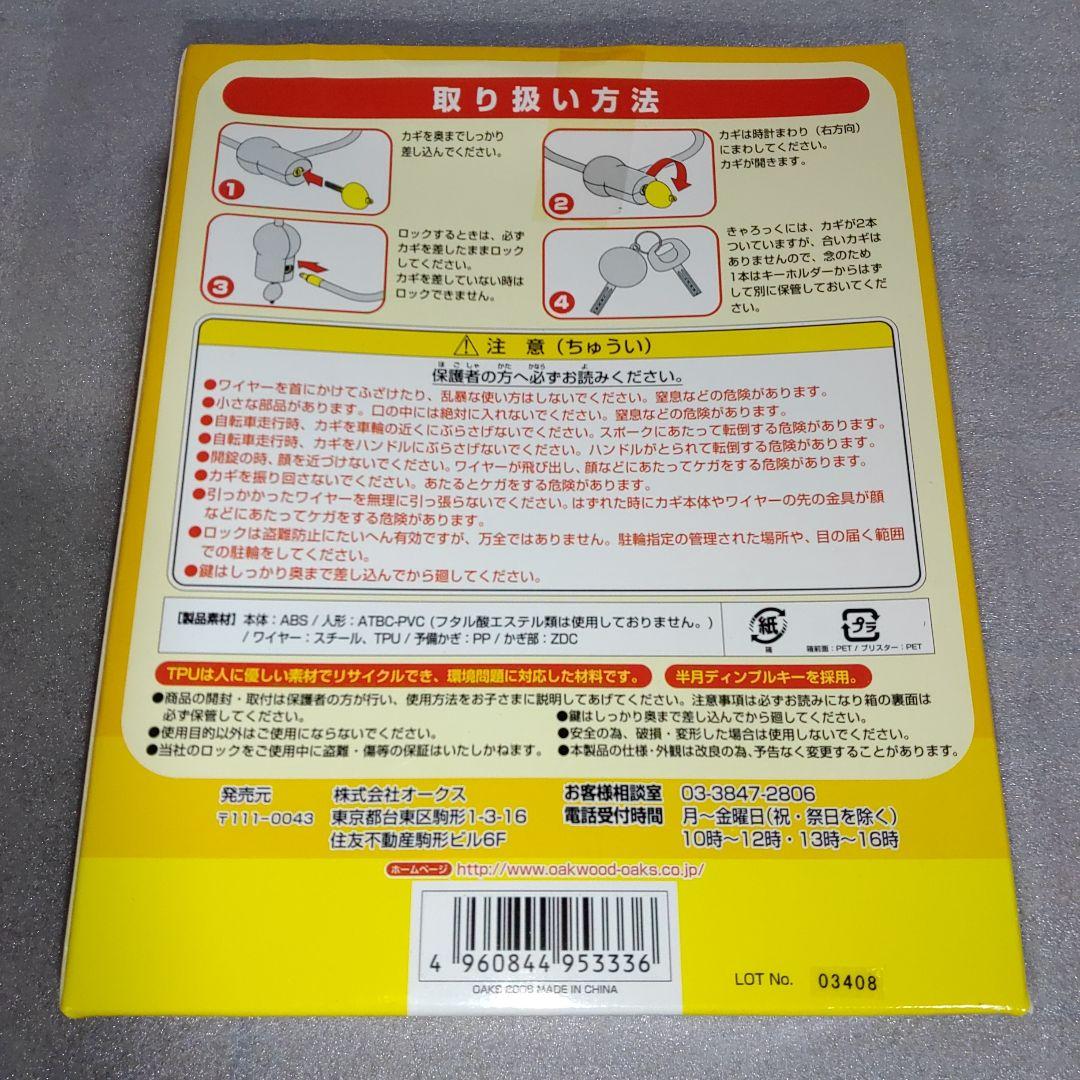 取り扱い方法
1
カギを奥までしっかり
差し込んでください。
2
カギは時計まわり（右方向）
にまわしてください。
カギが開きます。
3
ロックするときは、必ず
カギを差したままロック
してください。
カギを差していない時は
ロックできません。
4
きゃろっくには、カギが2本
ついていますが、合いカギは
ありませんので、念のため
1本はキーホルダーからはず
して別に保管しておいてくだ
さい。
注 意（ちゅうい）
ほごしゃ かた かなら よ
保護者の方へ必ずお読みください。
●ワイヤーを首にかけてふざけたり、乱暴な使い方はしないでください。窒息などの危険があります。
●小さな部品があります。口の中には絶対に入れないでください。窒息などの危険があります。
●自転車走行時、カギを車輪の近くにぶらさげないでください。スポークにあたって転倒する危険があります。
●自転車走行時、カギをハンドルにぶらさげないでください。ハンドルがとられて転倒する危険があります。
●開錠の時、顔を近づけないでください。ワイヤーが飛び出し、顔などにあたってケガをする危険があります。
●カギを振り回さないでください。あたるとケガをする危険があります。
●引っかかったワイヤーを無理に引っ張らないでください。はずれた時にカギ本体やワイヤーの先の金具が顔
などにあたってケガをする危険があります。
●ロックは盗難防止にたいへん有効ですが、万全ではありません。駐輪指定の管理された場所や、目の届く範囲
での駐輪をしてください。
●鍵はしっかり奥まで差し込んでから廻してください。
【製品素材】本体：ABS / 人形：ATBC-PVC (フタル酸エステル類は使用しておりません。)
/ ワイヤー：スチール、TPU / 予備かぎ：PP / かぎ部：ZDC
紙
箱
プラ
箱前面：PET / ブリスター：PET
TPUは人に優しい素材でリサイクルでき、環境問題に対応した材料です。
半月ディンプルキーを採用。
●商品の開封・取付は保護者の方が行い、使用方法をお子さまに説明してあげてください。注意事項は必ずお読みになり箱の裏面は
必ず保管してください。
●鍵はしっかり奥まで差し込んでから廻してください。
●使用目的以外はご使用にならないでください。
●安全の為、破損・変形した場合は使用しないでください。
●当社のロックをご使用中に盗難・傷等の保証はいたしかねます。
●本製品の仕様・外観は改良の為、予告なく変更することがあります。
発売元 株式会社オークス
〒111-0043 東京都台東区駒形1-3-16
住友不動産駒形ビル6F
お客様相談室 03-3847-2806
電話受付時間 月〜金曜日(祝・祭日を除く)
10時〜12時・13時〜16時
ホームページ http://www.oakwood-oaks.co.jp/
4 960844 953336
OAKS 2008 MADE IN CHINA
LOT No. 03408